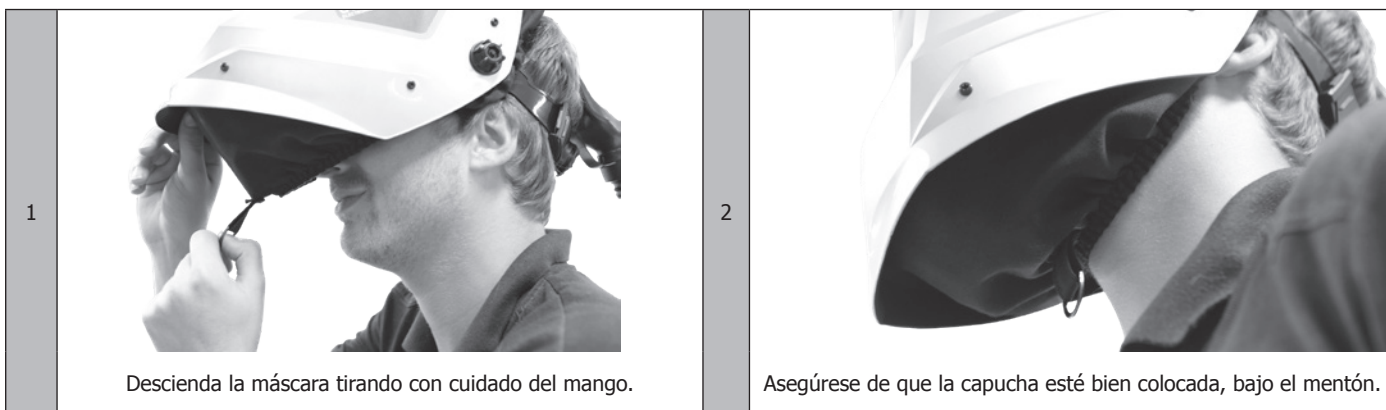 1
Descienda la máscara tirando con cuidado del mango.
2
Asegúrese de que la capucha esté bien colocada, bajo el mentón.